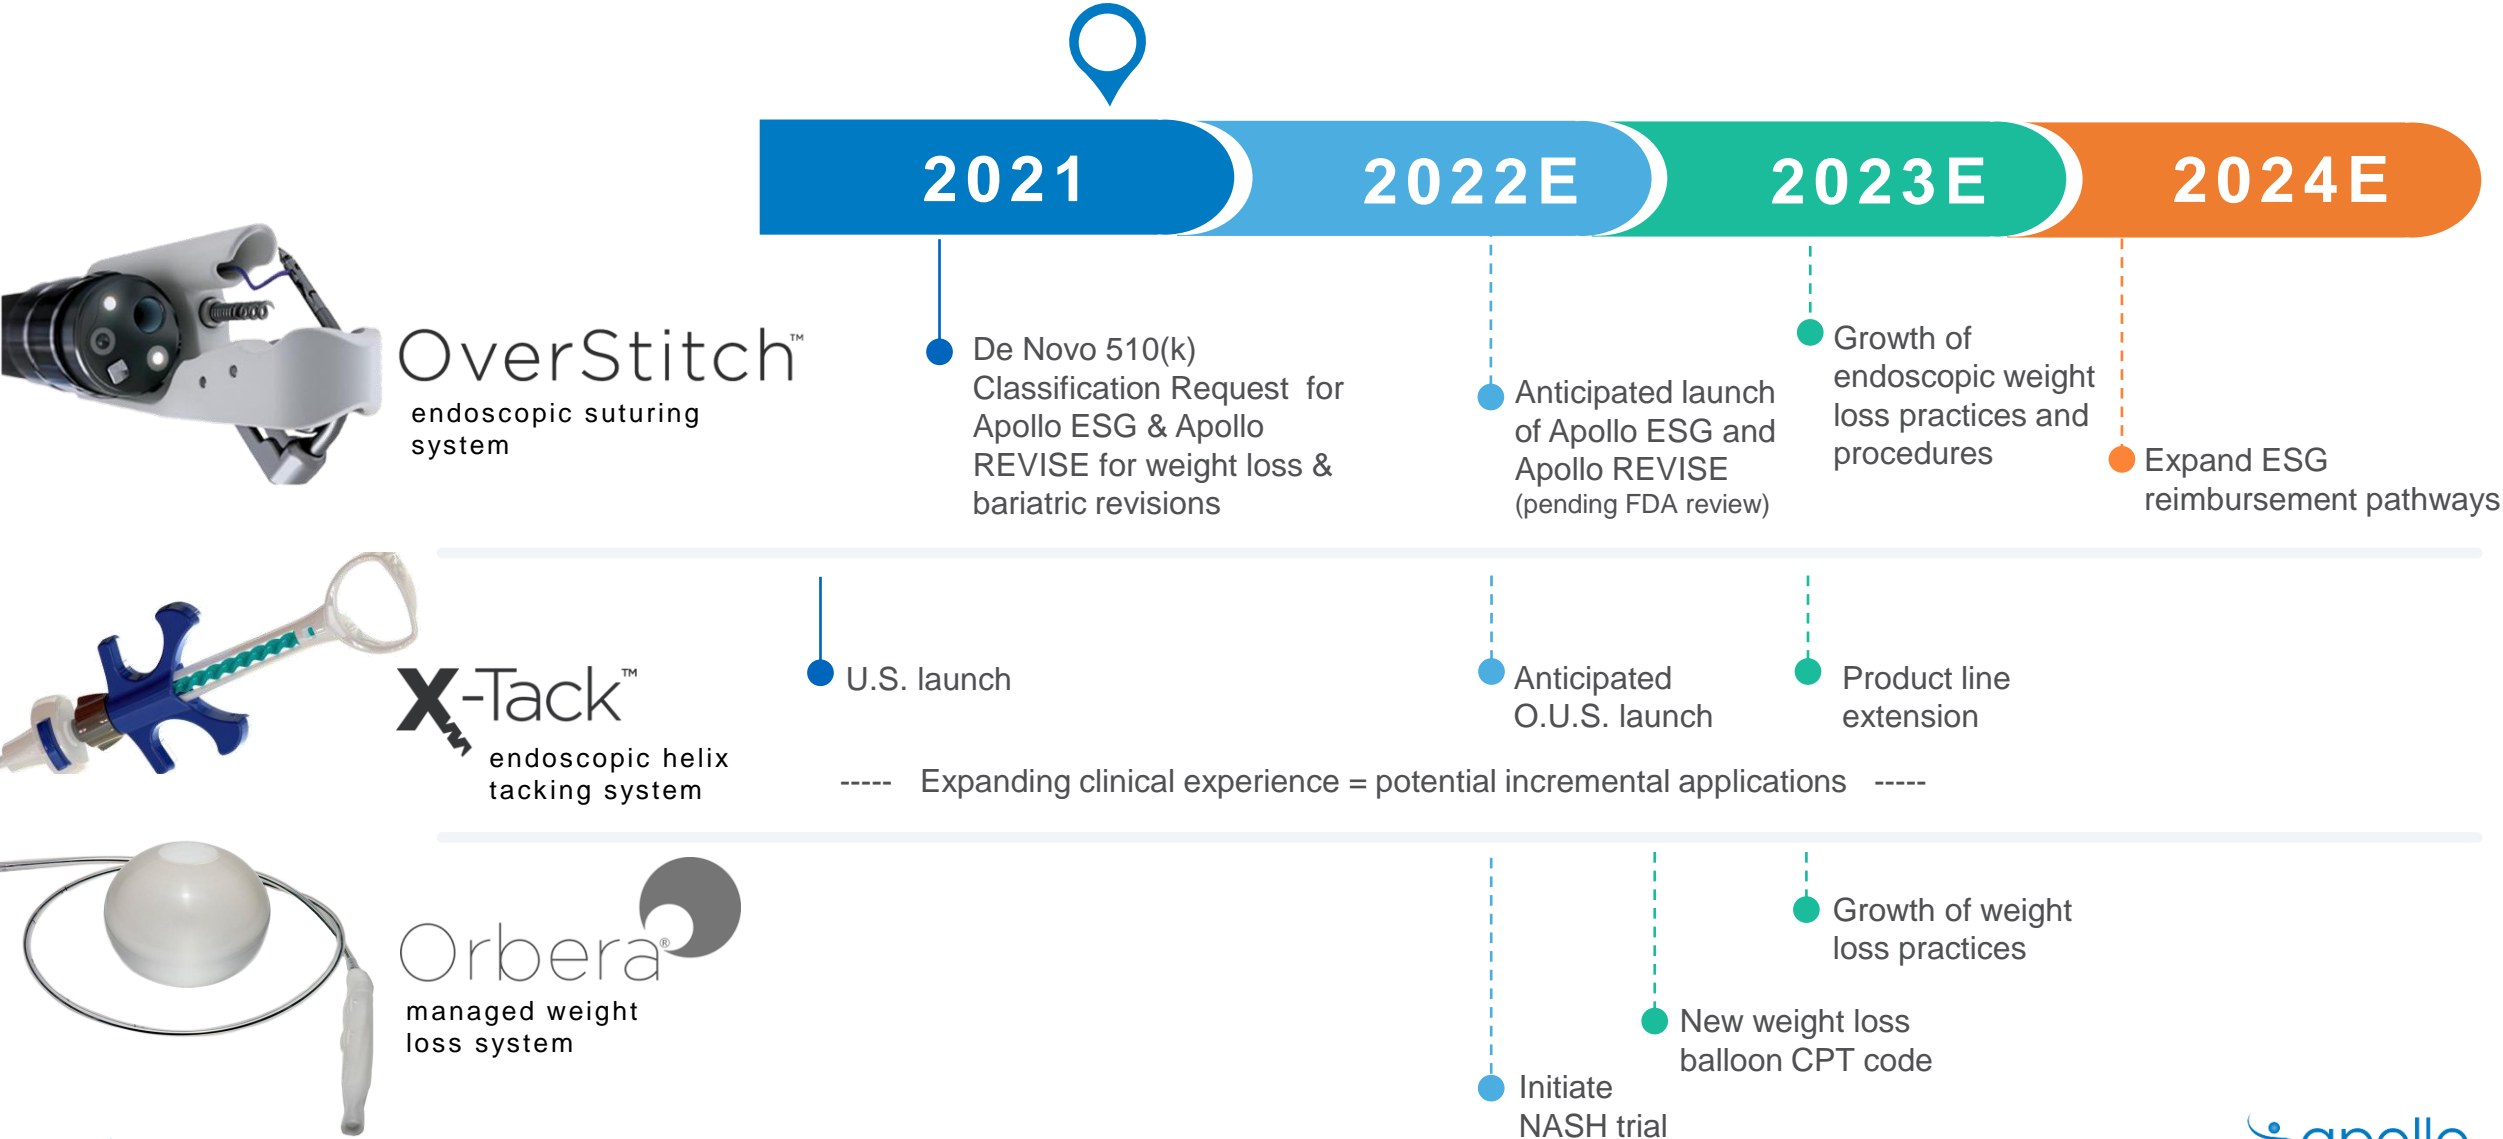 2021
2022E
2023E
2024E
OverStitch™
endoscopic suturing
system
De Novo 510(k)
Classification Request for
Apollo ESG & Apollo
REVISE for weight loss &
bariatric revisions
Anticipated launch
of Apollo ESG and
Apollo REVISE
(pending FDA review)
Growth of
endoscopic weight
loss practices and
procedures
Expand ESG
reimbursement pathways
X-Tack™
endoscopic helix
tacking system
U.S. launch
Anticipated
O.U.S. launch
Product line
extension
----- Expanding clinical experience = potential incremental applications -----
Orbera®
managed weight
loss system
Initiate
NASH trial
New weight loss
balloon CPT code
Growth of weight
loss practices
apollo